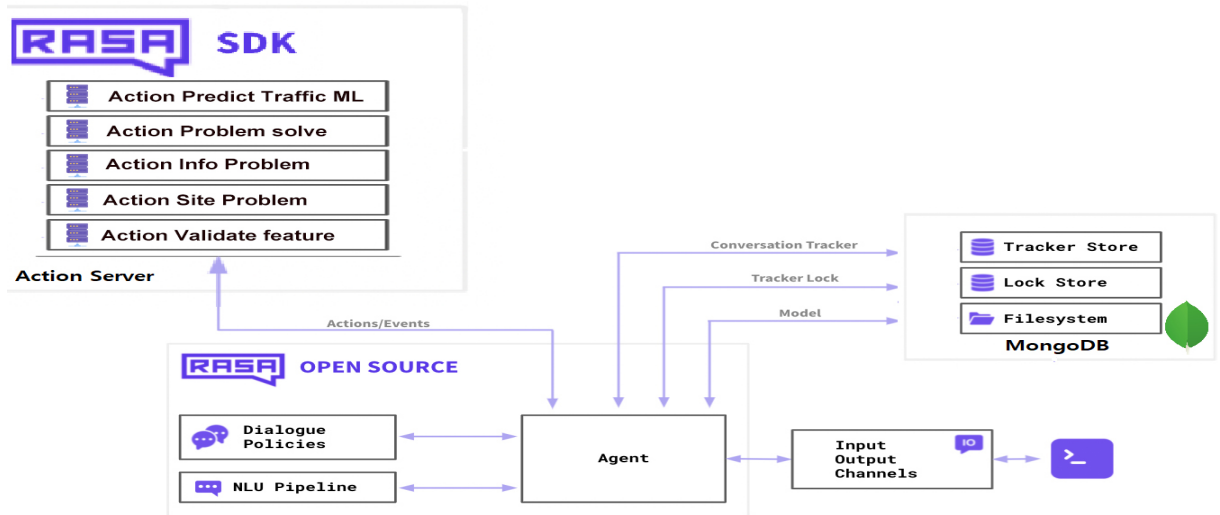 RASA SDK
Action Predict Traffic ML
Action Problem solve
Action Info Problem
Action Site Problem
Action Validate feature
Action Server
Actions/Events
Conversation Tracker
Tracker Lock
Model
Tracker Store
Lock Store
Filesystem
MongoDB
RASA OPEN SOURCE
Dialogue
Policies
NLU Pipeline
Agent
Input
Output
Channels
IO
>_